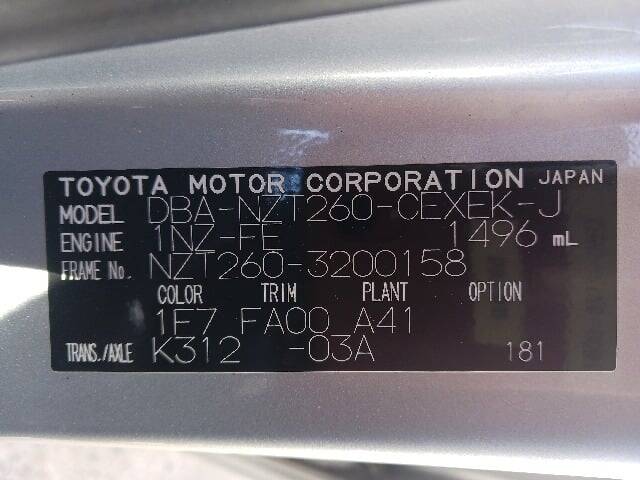 TOYOTA MOTOR CORPORATION JAPAN
MODEL DBA-NZT260-CEXEK-J
ENGINE 1NZ-FE 1496 mL
FRAME No. NZT260-3200158
COLOR TRIM PLANT OPTION
1E7 FA00 A41
TRANS./AXLE K312 -03A 181